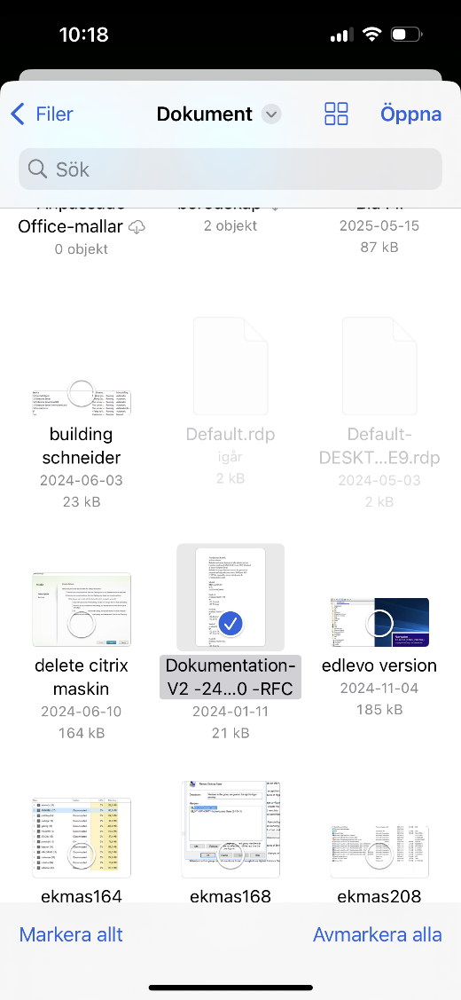 10:18
Filer
Dokument
Öppna
Sök
Office-mallar
0 objekt
2 objekt
2025-05-15
87 kB
building
schneider
2024-06-03
23 kB
Default.rdp
igår
2 kB
Default-
DESKT...E9.rdp
2024-05-03
2 kB
delete citrix
maskin
2024-06-10
164 kB
Dokumentation-
V2 -24...0 -RFC
2024-01-11
21 kB
edlevo version
2024-11-04
185 kB
ekmas164
ekmas168
ekmas208
Markera allt
Avmarkera alla